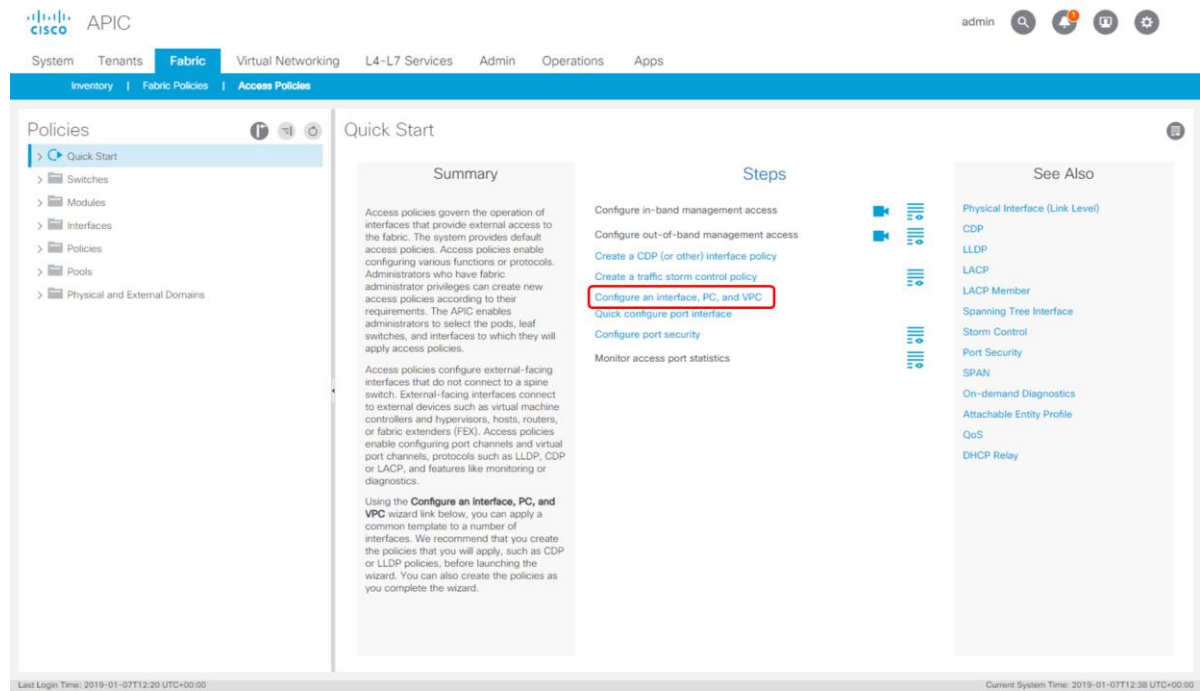 cisco
APIC
admin
1
System Tenants Fabric Virtual Networking L4-L7 Services Admin Operations Apps
Inventory | Fabric Policies | Access Policies
Policies
Quick Start
Switches
Modules
Interfaces
Policies
Pools
Physical and External Domains
Quick Start
Summary
Access policies govern the operation of
interfaces that provide external access to
the fabric. The system provides default
access policies. Access policies enable
configuring various functions or protocols.
Administrators who have fabric
administrator privileges can create new
access policies according to their
requirements. The APIC enables
administrators to select the pods, leaf
switches, and interfaces to which they will
apply access policies.
Access policies configure external-facing
interfaces that do not connect to a spine
switch. External-facing interfaces connect
to external devices such as virtual machine
controllers and hypervisors, hosts, routers,
or fabric extenders (FEX). Access policies
enable configuring port channels and virtual
port channels, protocols such as LLDP, CDP
or LACP, and features like monitoring or
diagnostics.
Using the Configure an interface, PC, and
VPC wizard link below, you can apply a
common template to a number of
interfaces. We recommend that you create
the policies that you will apply, such as CDP
or LLDP policies, before launching the
wizard. You can also create the policies as
you complete the wizard.
Steps
Configure in-band management access
Configure out-of-band management access
Create a CDP (or other) interface policy
Create a traffic storm control policy
Configure an interface, PC, and VPC
Quick configure port interface
Configure port security
Monitor access port statistics
See Also
Physical Interface (Link Level)
CDP
LLDP
LACP
LACP Member
Spanning Tree Interface
Storm Control
Port Security
SPAN
On-demand Diagnostics
Attachable Entity Profile
QoS
DHCP Relay
Last Login Time: 2019-01-07T12:20 UTC+00:00
Current System Time: 2019-01-07T12:38 UTC+00:00